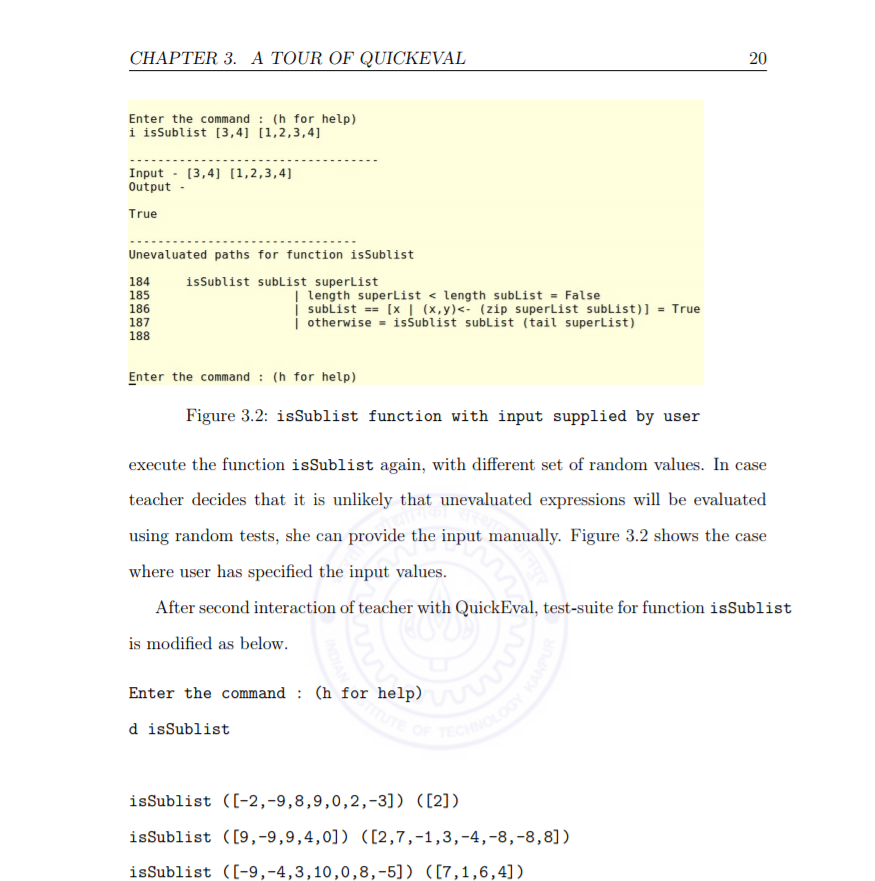 CHAPTER 3. A TOUR OF QUICKEVAL 20
Enter the command : (h for help)
i isSublist [3,4] [1,2,3,4]
-----------------------------------
Input - [3,4] [1,2,3,4]
Output -
True
--------------------------------
Unevaluated paths for function isSublist
184 isSublist subList superList
185 | length superList < length subList = False
186 | subList == [x | (x,y)<- (zip superList subList)] = True
187 | otherwise = isSublist subList (tail superList)
188
Enter the command : (h for help)
Figure 3.2: isSublist function with input supplied by user
execute the function isSublist again, with different set of random values. In case
teacher decides that it is unlikely that unevaluated expressions will be evaluated
using random tests, she can provide the input manually. Figure 3.2 shows the case
where user has specified the input values.
After second interaction of teacher with QuickEval, test-suite for function isSublist
is modified as below.
Enter the command : (h for help)
d isSublist
isSublist ([-2,-9,8,9,0,2,-3]) ([2])
isSublist ([9,-9,9,4,0]) ([2,7,-1,3,-4,-8,-8,8])
isSublist ([-9,-4,3,10,0,8,-5]) ([7,1,6,4])
INDIAN INSTITUTE OF TECHNOLOGY KANPUR